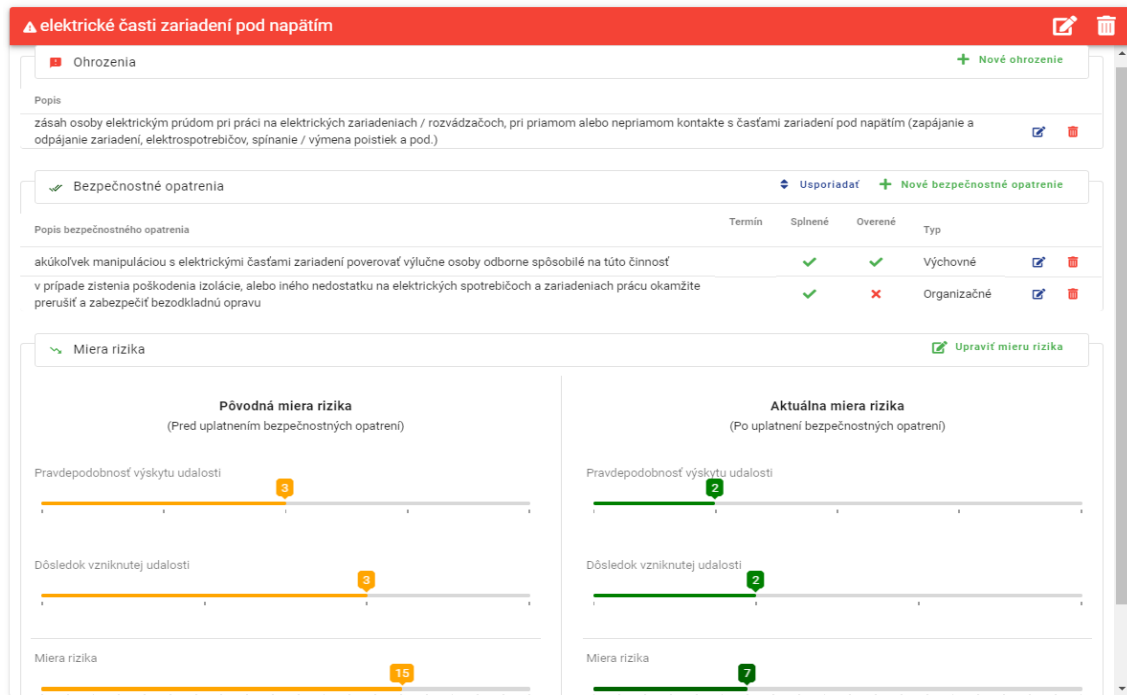 elektrické časti zariadení pod napätím
Ohrozenia
Nové ohrozenie
Popis
zásah osoby elektrickým prúdom pri práci na elektrických zariadeniach / rozvádzačoch, pri priamom alebo nepriamom kontakte s časťami zariadení pod napätím (zapájanie a
odpájanie zariadení, elektrospotrebičov, spínanie / výmena poistiek a pod.)
Bezpečnostné opatrenia
Usporiadať
Nové bezpečnostné opatrenie
Popis bezpečnostného opatrenia
Termín
Splnené
Overené
Typ
akúkoľvek manipuláciou s elektrickými časťami zariadení poverovať výlučne osoby odborne spôsobilé na túto činnosť
Výchovné
v prípade zistenia poškodenia izolácie, alebo iného nedostatku na elektrických spotrebičoch a zariadeniach prácu okamžite
prerušiť a zabezpečiť bezodkladnú opravu
Organizačné
Miera rizika
Upraviť mieru rizika
Pôvodná miera rizika
(Pred uplatnením bezpečnostných opatrení)
Pravdepodobnosť výskytu udalosti
3
Dôsledok vzniknutej udalosti
3
Miera rizika
15
Aktuálna miera rizika
(Po uplatnení bezpečnostných opatrení)
Pravdepodobnosť výskytu udalosti
2
Dôsledok vzniknutej udalosti
2
Miera rizika
7